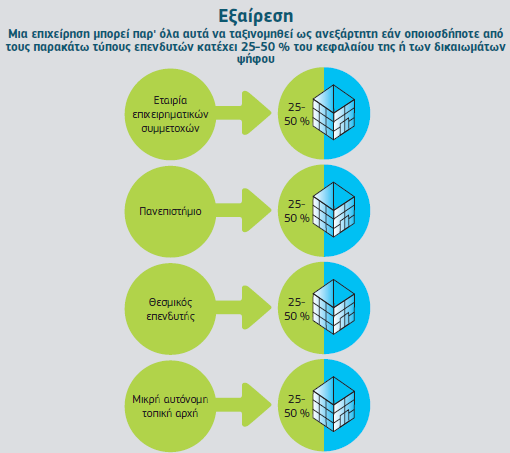 Εξαίρεση
Μια επιχείρηση μπορεί παρ' όλα αυτά να ταξινομηθεί ως ανεξάρτητη εάν οποιοσδήποτε από
τους παρακάτω τύπους επενδυτών κατέχει 25-50 % του κεφαλαίου της ή των δικαιωμάτων
ψήφου
Εταιρία
επιχειρηματικών
συμμετοχών
25-
50 %
Πανεπιστήμιο
25-
50 %
Θεσμικός
επενδυτής
25-
50 %
Μικρή αυτόνομη
τοπική αρχή
25-
50 %